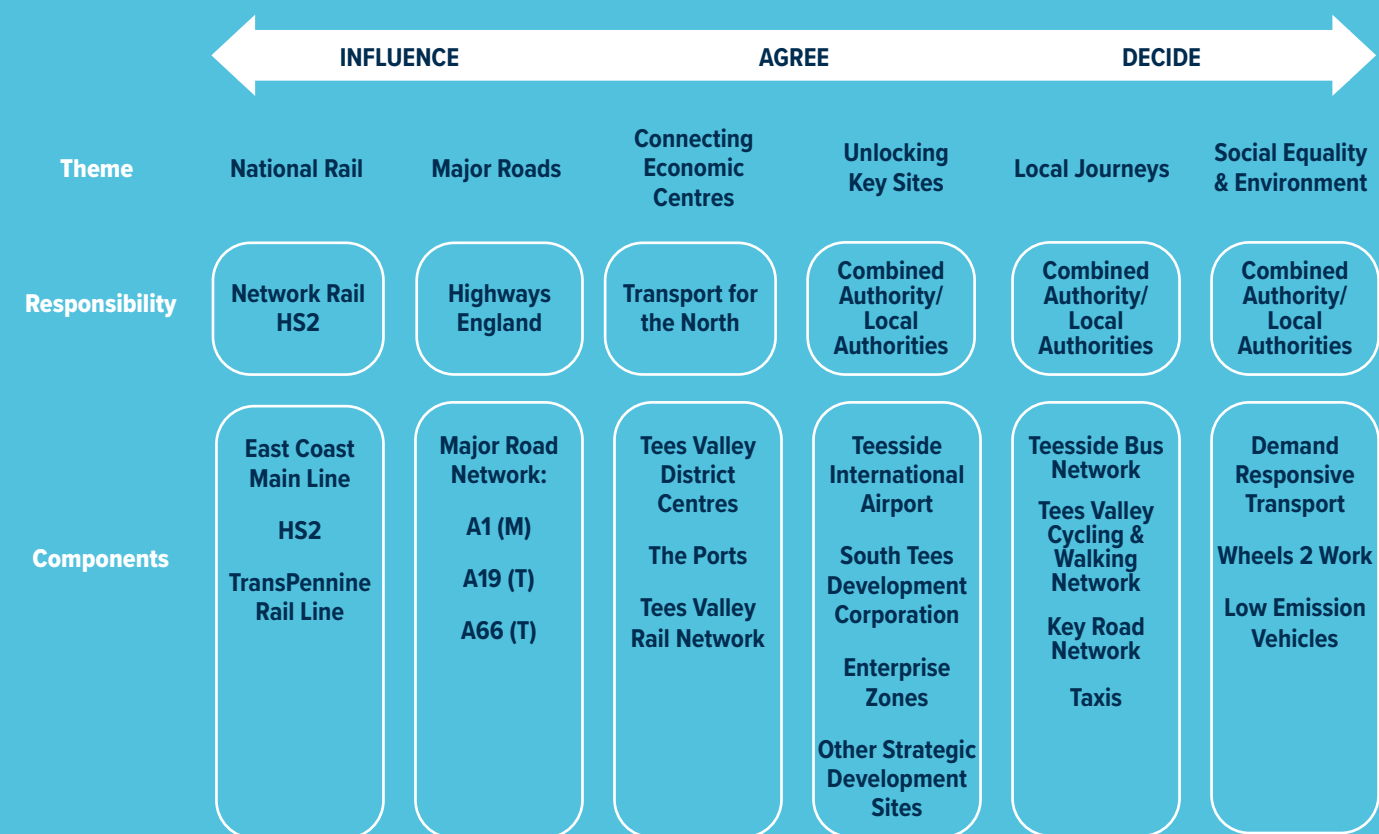 INFLUENCE AGREE DECIDE
Theme
National Rail
Major Roads
Connecting
Economic
Centres
Unlocking
Key Sites
Local Journeys
Social Equality
& Environment
Responsibility
Network Rail
HS2
Highways
England
Transport for
the North
Combined
Authority/
Local
Authorities
Combined
Authority/
Local
Authorities
Combined
Authority/
Local
Authorities
Components
East Coast
Main Line
HS2
TransPennine
Rail Line
Major Road
Network:
A1 (M)
A19 (T)
A66 (T)
Tees Valley
District
Centres
The Ports
Tees Valley
Rail Network
Teesside
International
Airport
South Tees
Development
Corporation
Enterprise
Zones
Other Strategic
Development
Sites
Teesside Bus
Network
Tees Valley
Cycling &
Walking
Network
Key Road
Network
Taxis
Demand
Responsive
Transport
Wheels 2 Work
Low Emission
Vehicles